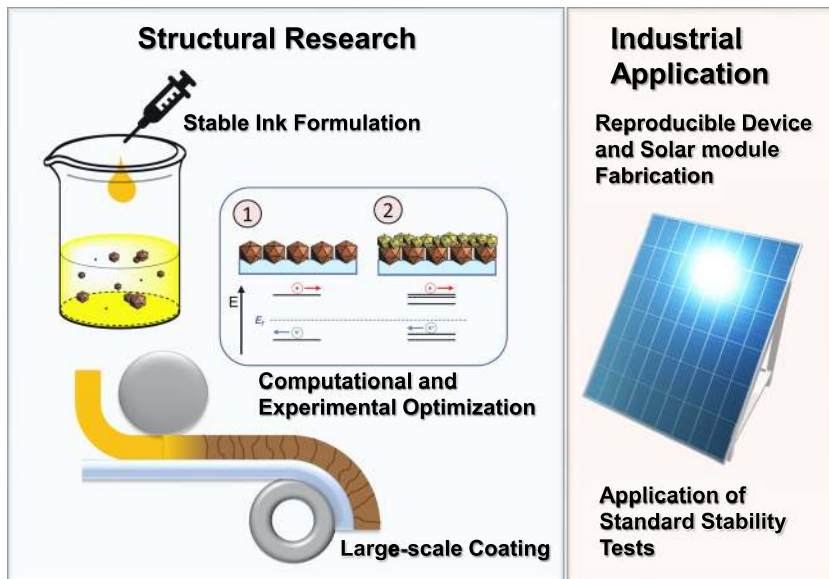 Structural Research
Industrial
Application
Stable Ink Formulation
Reproducible Device
and Solar module
Fabrication
1
2
E
Ef
Computational and
Experimental Optimization
Large-scale Coating
Application of
Standard Stability
Tests